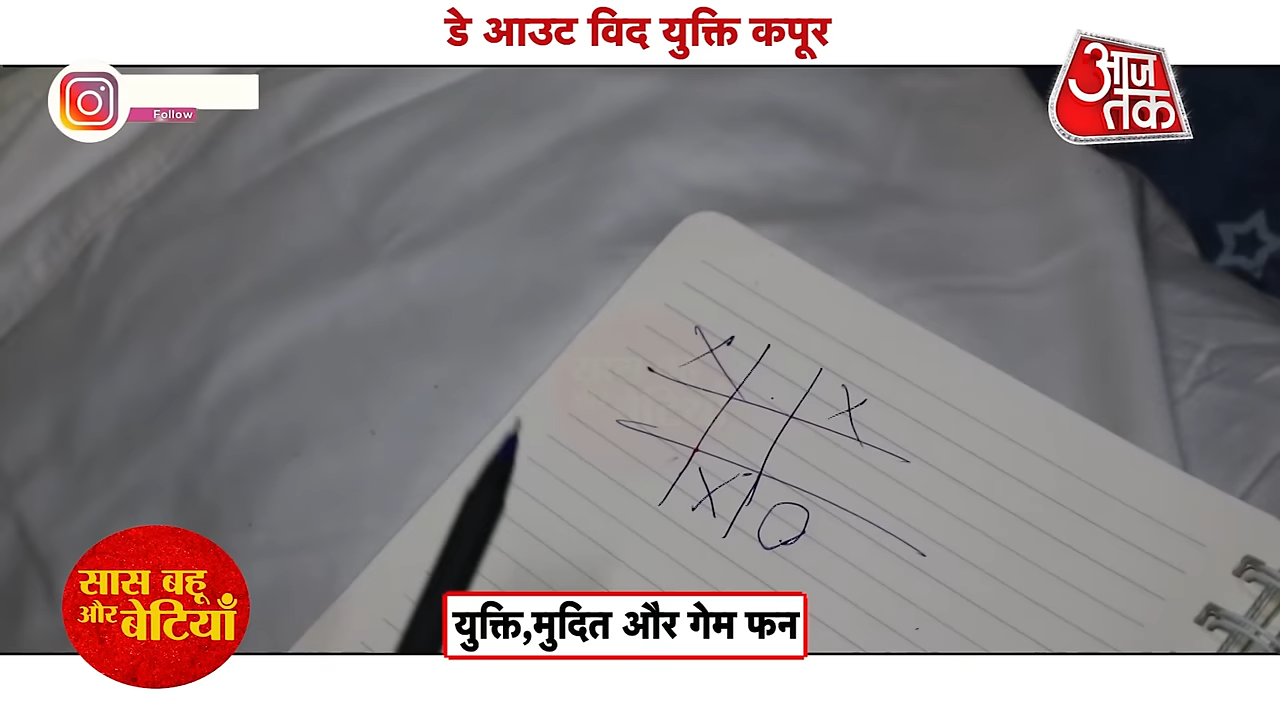 डे आउट विद युक्ति कपूर
आज
तक
Follow
X
X
X O
सास बहू
और बेटियाँ
युक्ति,मुदित और गेम फन